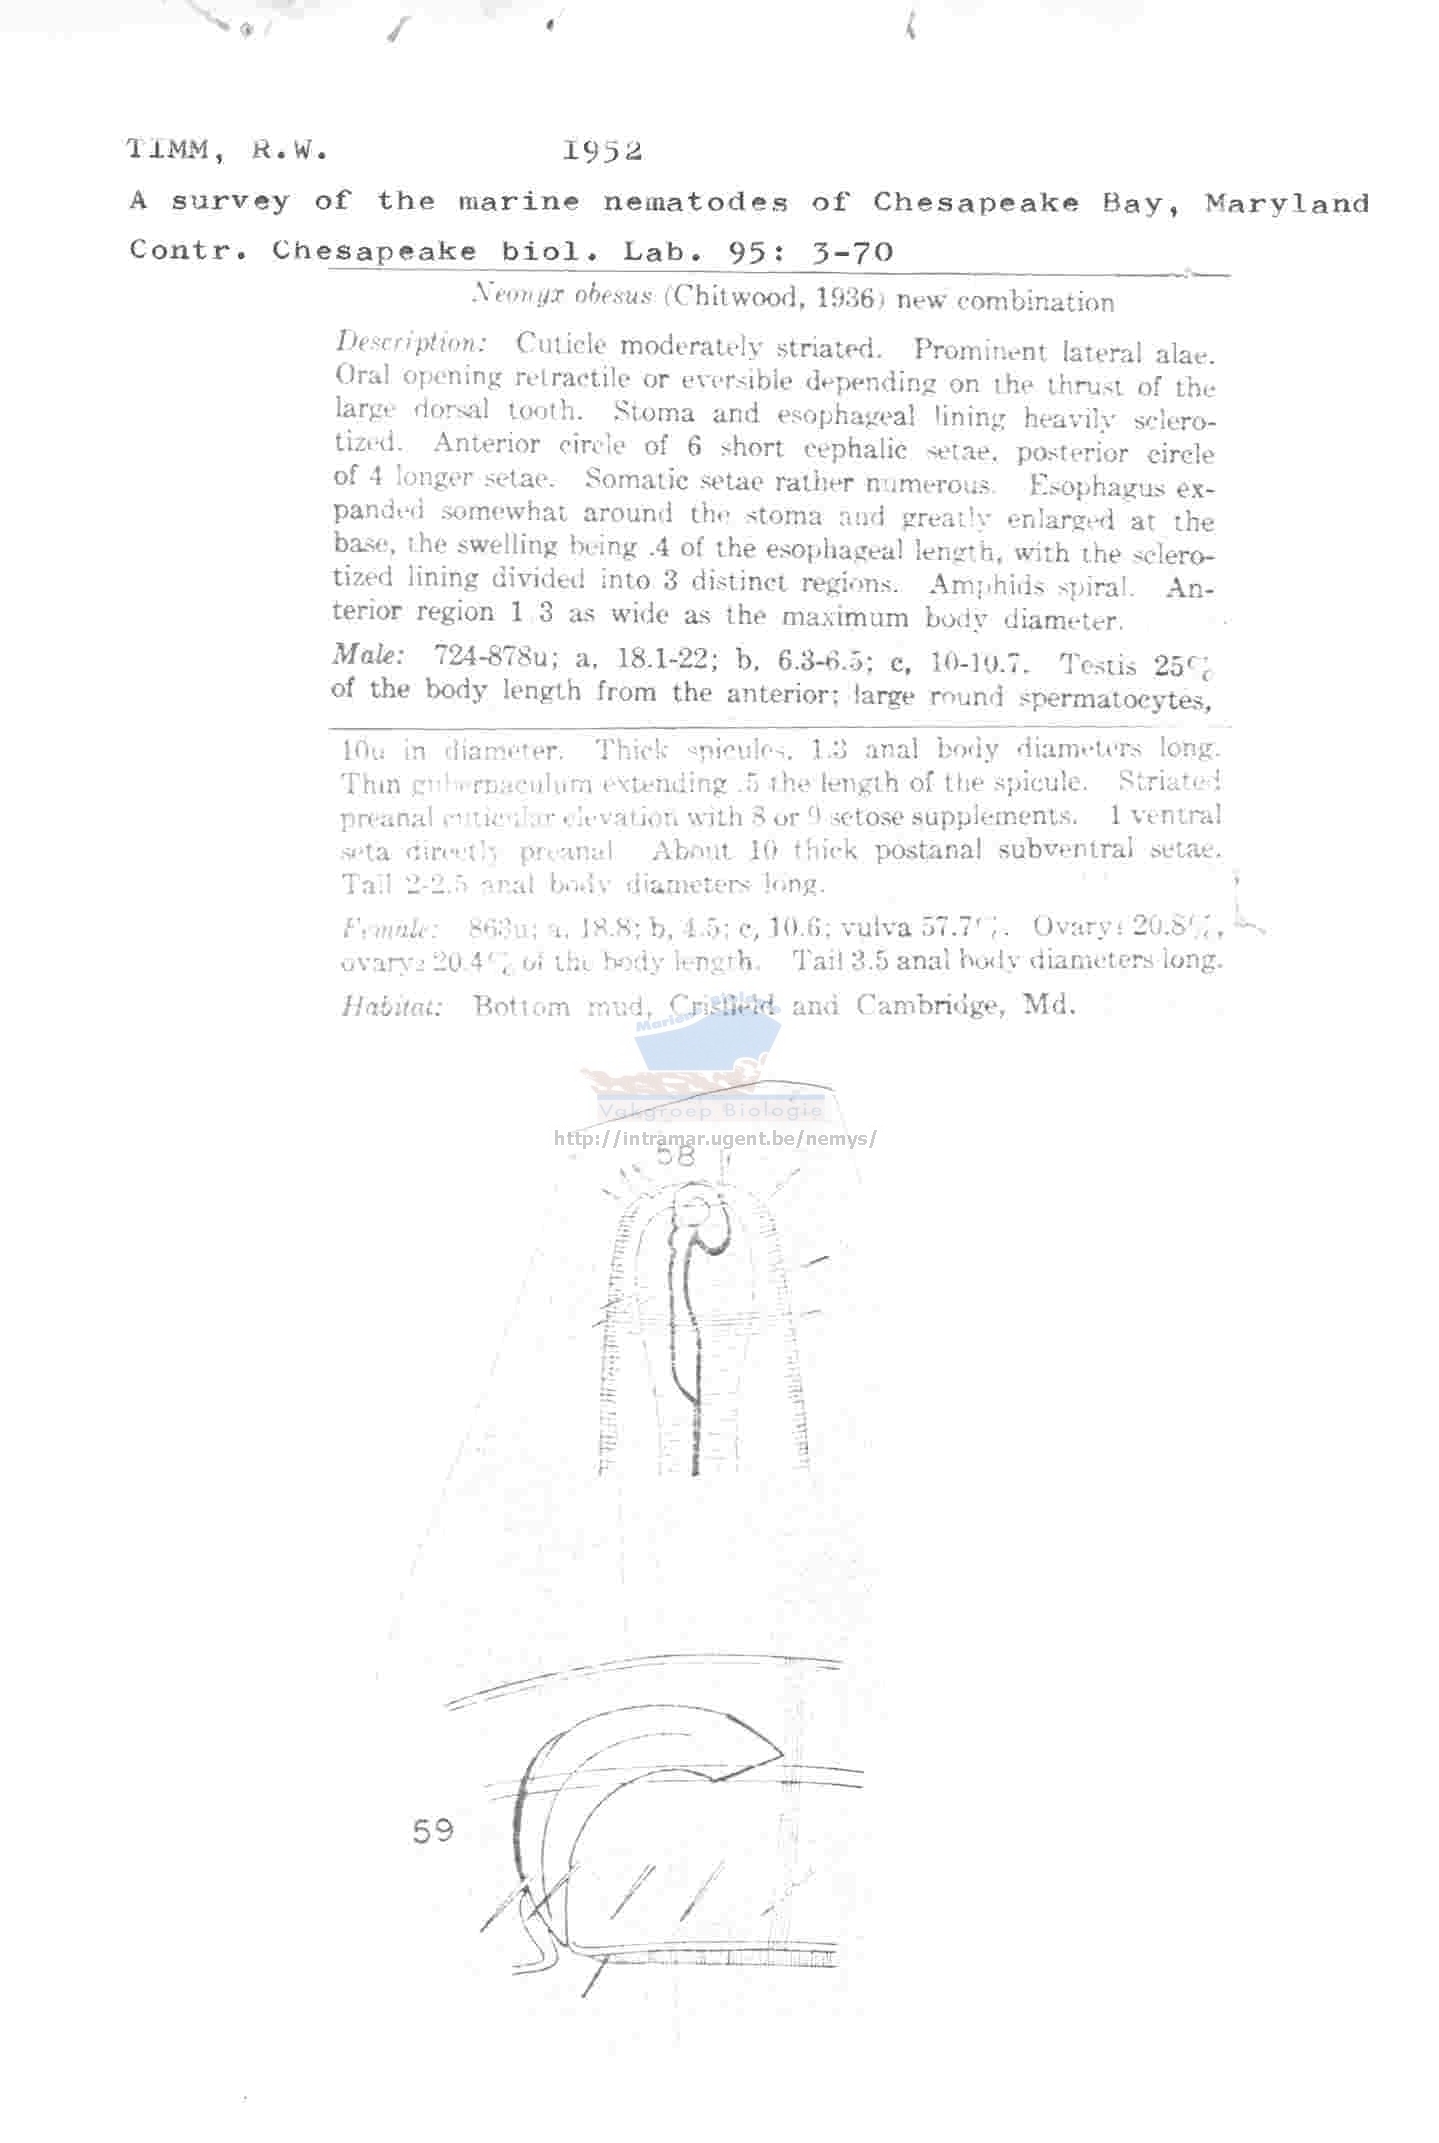 TIMM, R.W. 1952
A survey of the marine nematodes of Chesapeake Bay, Maryland
Contr. Chesapeake biol. Lab. 95: 3-70
Neonyx obesus (Chitwood, 1936) new combination
Description: Cuticle moderately striated. Prominent lateral alae.
Oral opening retractile or eversible depending on the thrust of the
large dorsal tooth. Stoma and esophageal lining heavily sclero-
tized. Anterior circle of 6 short cephalic setae, posterior circle
of 4 longer setae. Somatic setae rather numerous. Esophagus ex-
panded somewhat around the stoma and greatly enlarged at the
base, the swelling being .4 of the esophageal length, with the sclero-
tized lining divided into 3 distinct regions. Amphids spiral. An-
terior region 1/3 as wide as the maximum body diameter.
Male: 724-878u; a, 18.1-22; b, 6.3-6.5; c, 10-10.7. Testis 25%
of the body length from the anterior; large round spermatocytes,
10u in diameter. Thick spicules, 1.3 anal body diameters long.
Thin gubernaculum extending .5 the length of the spicule. Striated
preanal cuticular elevation with 8 or 9 setose supplements. 1 ventral
seta directly preanal. About 10 thick postanal subventral setae.
Tail 2-2.5 anal body diameters long.
Female: 863u; a, 18.8; b, 4.5; c, 10.6; vulva 57.7%. Ovary₁ 20.8%,
ovary₂ 20.4% of the body length. Tail 3.5 anal body diameters long.
Habitat: Bottom mud, Crisfield and Cambridge, Md.
Vakgroep Biologie
http://intramar.ugent.be/nemys/
58
59